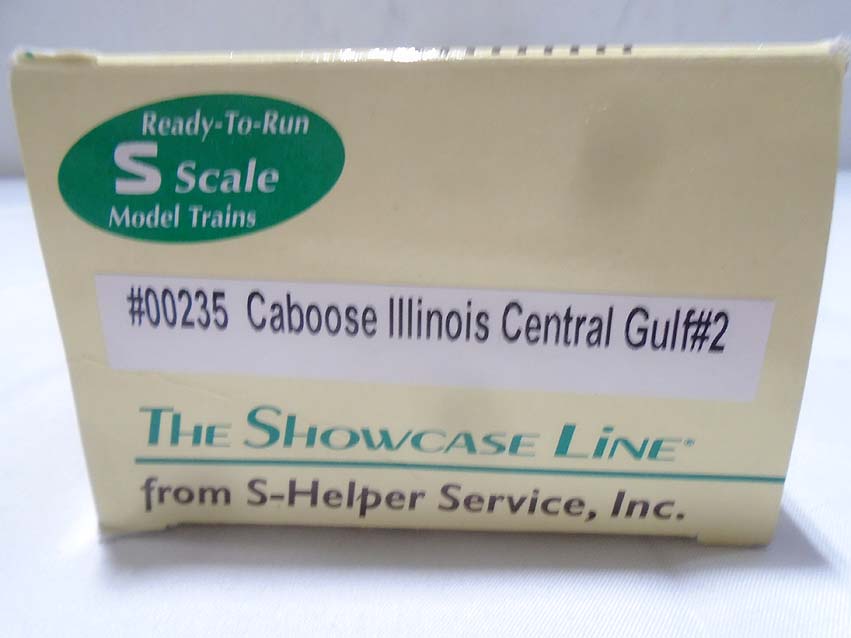 Ready-To-Run
S Scale
Model Trains
#00235 Caboose Illinois Central Gulf#2
THE SHOWCASE LiNE®
from S-Helper Service, Inc.